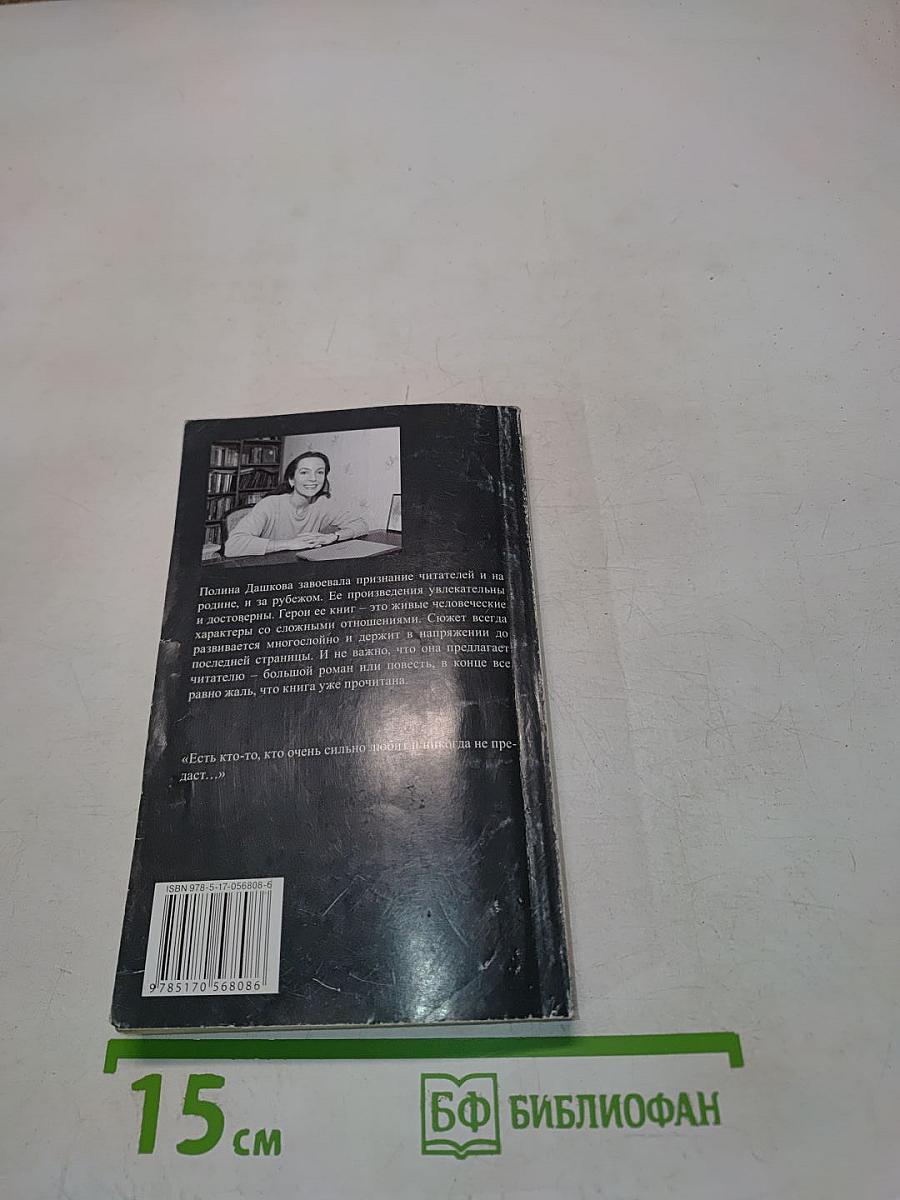 Полина Дашкова завоевала признание читателей и на
родине, и за рубежом. Ее произведения увлекательны
и достоверны. Герои ее книг – это живые человеческие
характеры со сложными отношениями. Сюжет всегда
развивается многослойно и держит в напряжении до
последней страницы. И не важно, что она предлагает
читателю – большой роман или повесть, в конце все
равно жаль, что книга уже прочитана.
«Есть кто-то, кто очень сильно любит и никогда не пре-
даст…»
ISBN 978-5-17-056808-6
9785170 568086
15 см
БФ БИБЛИОФАН